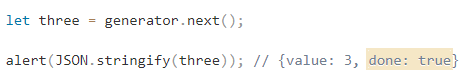 let three = generator.next();
alert(JSON.stringify(three)); // {value: 3, done: true}